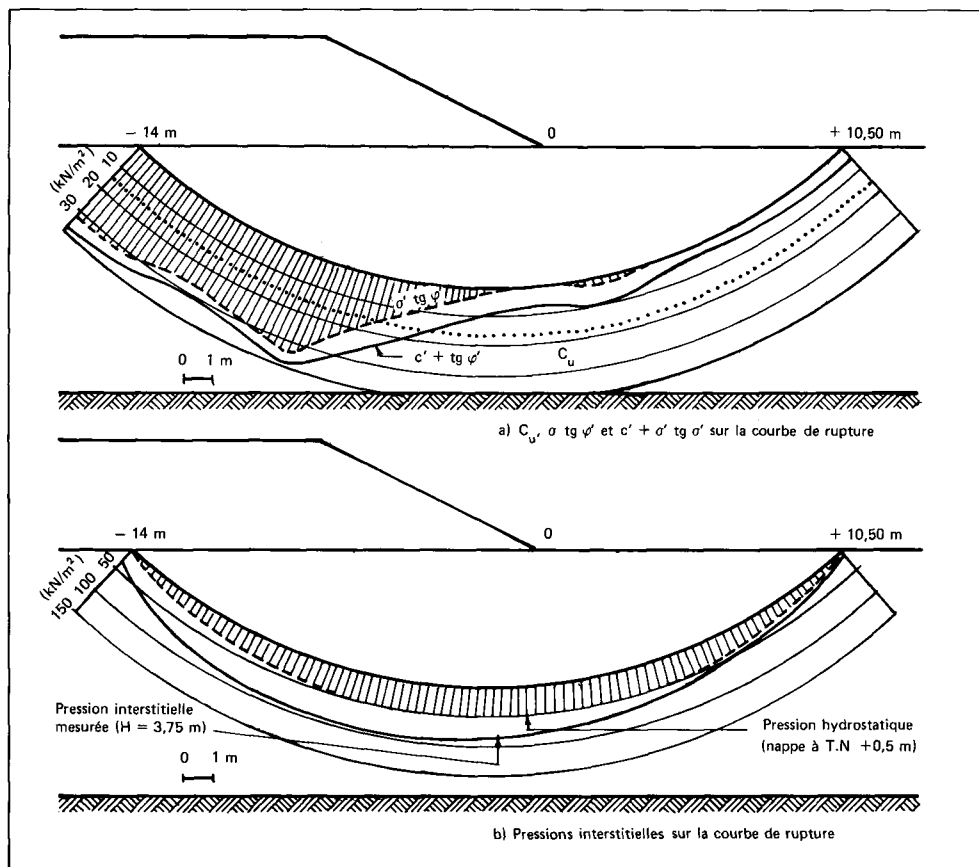 − 14 m
0
+ 10,50 m
(kN/m²)
10
20
30
σ' tg φ'
c' + tg φ'
C_u
0 1 m
a) C_u, σ tg φ' et c' + σ' tg σ' sur la courbe de rupture
− 14 m
0
+ 10,50 m
(kN/m²)
50
100
150
Pression interstitielle
mesurée (H = 3,75 m)
Pression hydrostatique
(nappe à T.N +0,5 m)
0 1 m
b) Pressions interstitielles sur la courbe de rupture